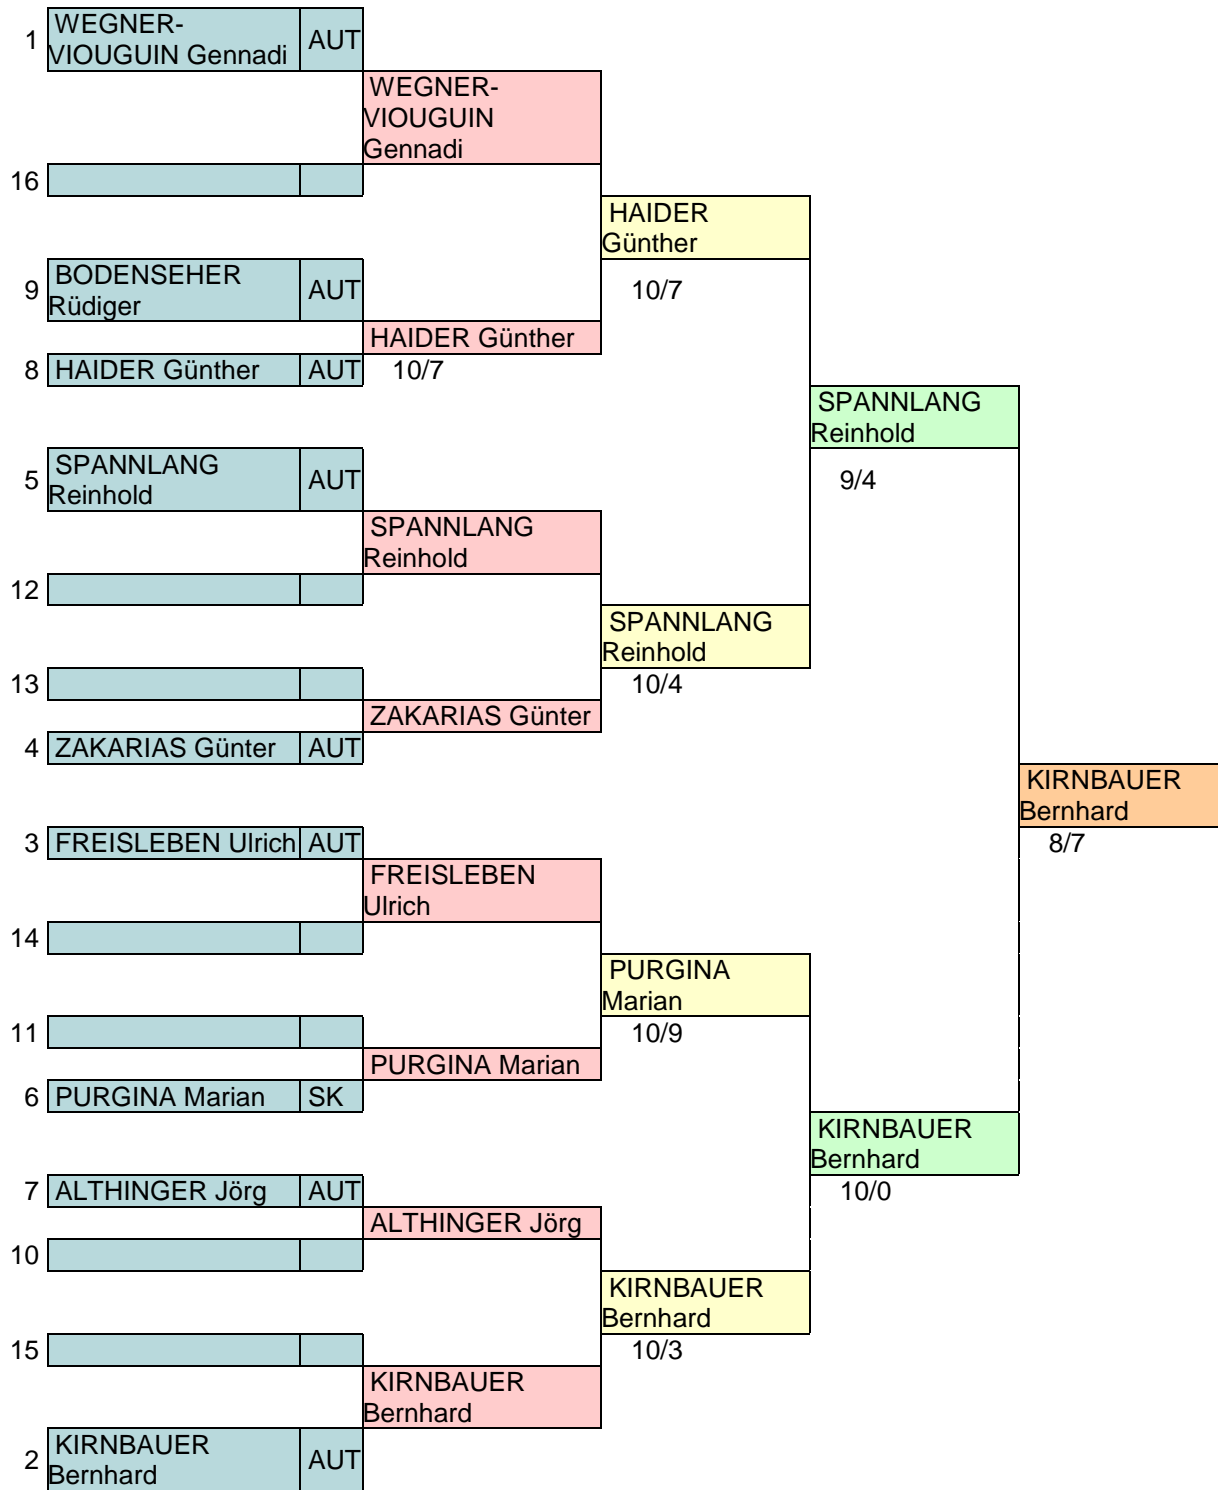 WEGNER-
1 VIOUGUIN Gennadi AUT
WEGNER-
VIOUGUIN
Gennadi
16
HAIDER
Günther
BODENSEHER
9 Rüdiger AUT
10/7
HAIDER Günther
8 HAIDER Günther AUT
10/7
SPANNLANG
Reinhold
SPANNLANG
5 Reinhold AUT
9/4
SPANNLANG
Reinhold
12
SPANNLANG
Reinhold
13
10/4
ZAKARIAS Günter
4 ZAKARIAS Günter AUT
KIRNBAUER
Bernhard
3 FREISLEBEN Ulrich AUT
8/7
FREISLEBEN
Ulrich
14
PURGINA
Marian
11
10/9
PURGINA Marian
6 PURGINA Marian SK
KIRNBAUER
Bernhard
7 ALTHINGER Jörg AUT
10/0
ALTHINGER Jörg
10
KIRNBAUER
Bernhard
15
10/3
KIRNBAUER
Bernhard
KIRNBAUER
2 Bernhard AUT